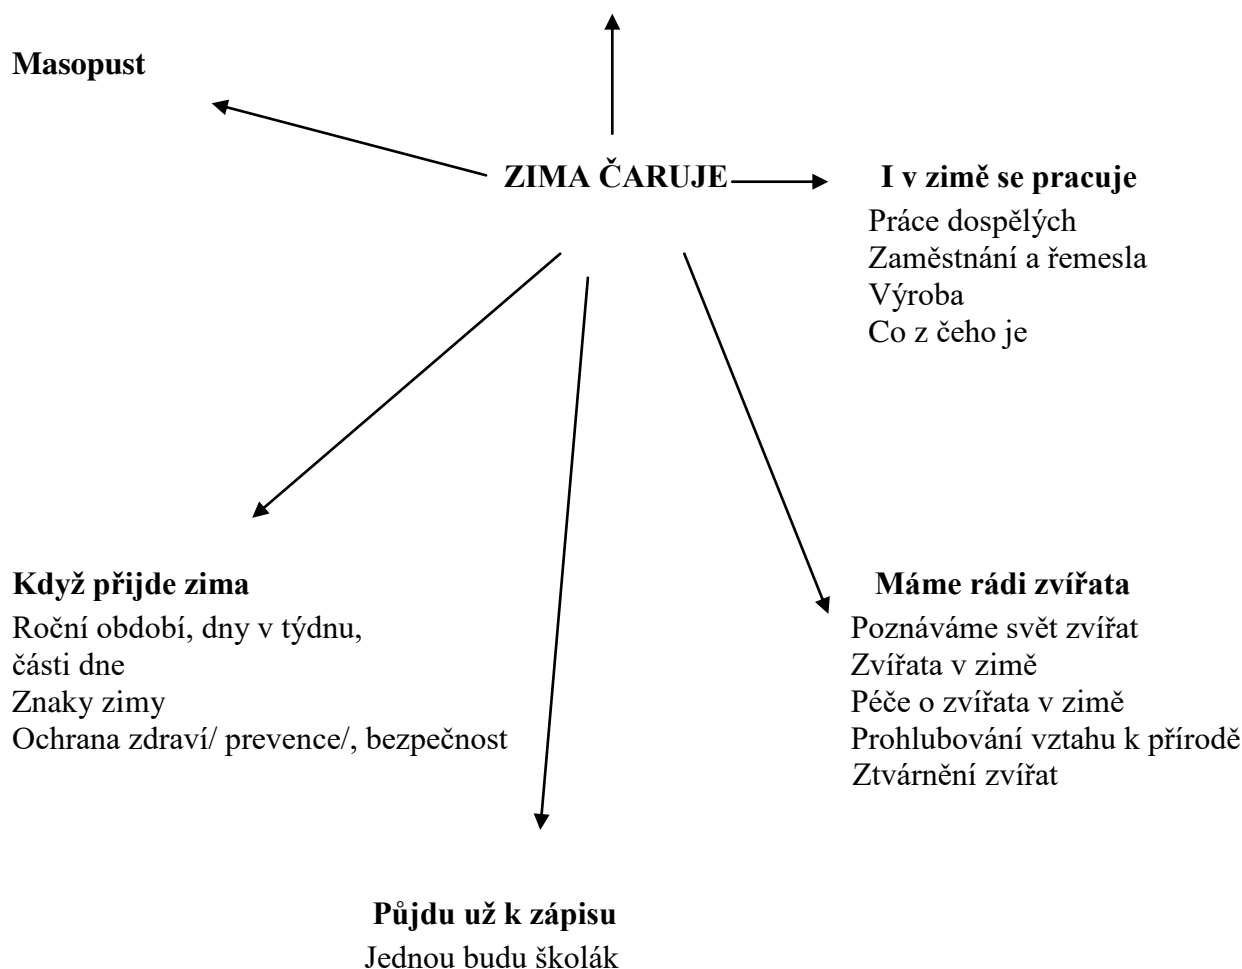 Masopust
ZIMA ČARUJE
I v zimě se pracuje
Práce dospělých
Zaměstnání a řemesla
Výroba
Co z čeho je
Když přijde zima
Roční období, dny v týdnu,
části dne
Znaky zimy
Ochrana zdraví/ prevence/, bezpečnost
Máme rádi zvířata
Poznáváme svět zvířat
Zvířata v zimě
Péče o zvířata v zimě
Prohlubování vztahu k přírodě
Ztvárnění zvířat
Půjdu už k zápisu
Jednou budu školák